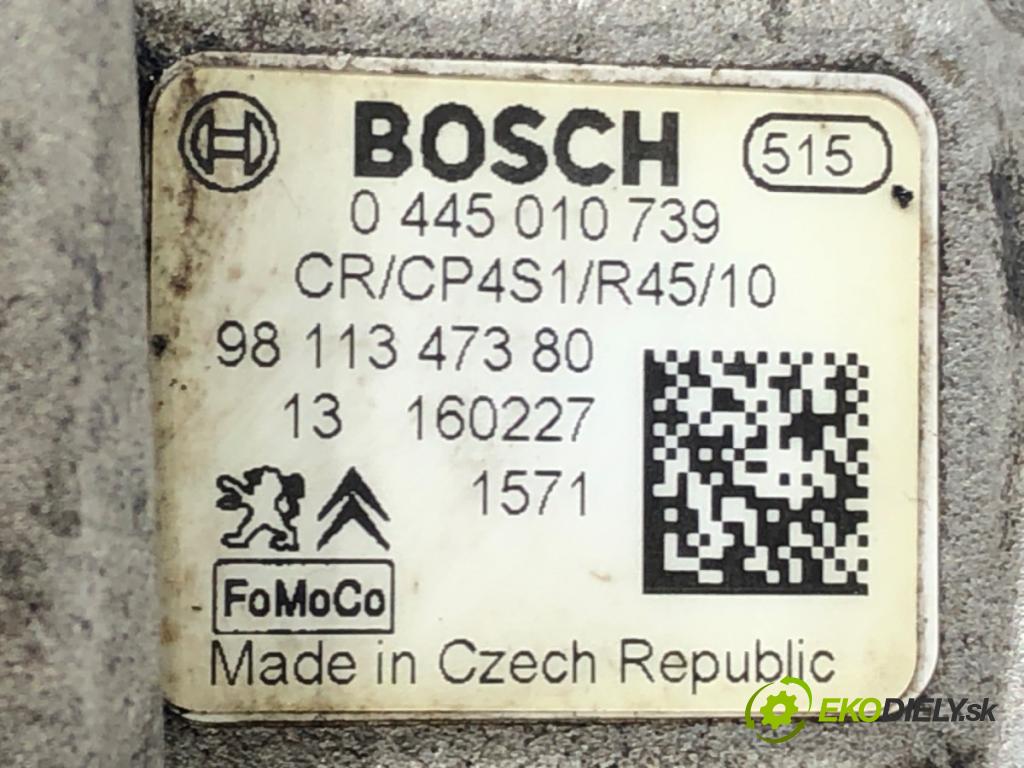 BOSCH 515
0 445 010 739
CR/CP4S1/R45/10
98 113 473 80
13 160227
1571
FoMoCo
Made in Czech Republic
EKODIELY.sk